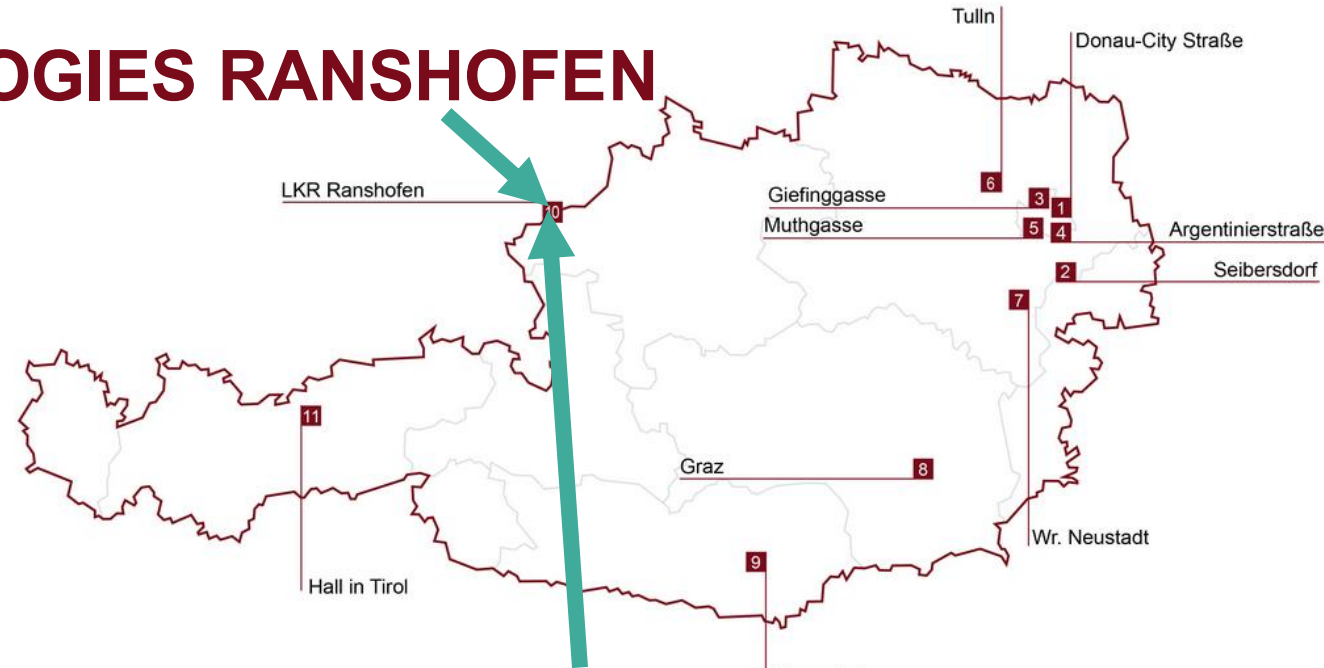 OGIES RANSHOFEN
Tulln
Donau-City Straße
LKR Ranshofen
10
6
Giefinggasse
3
1
Muthgasse
5
4
Argentinierstraße
2
Seibersdorf
7
11
Graz
8
Wr. Neustadt
9
Hall in Tirol